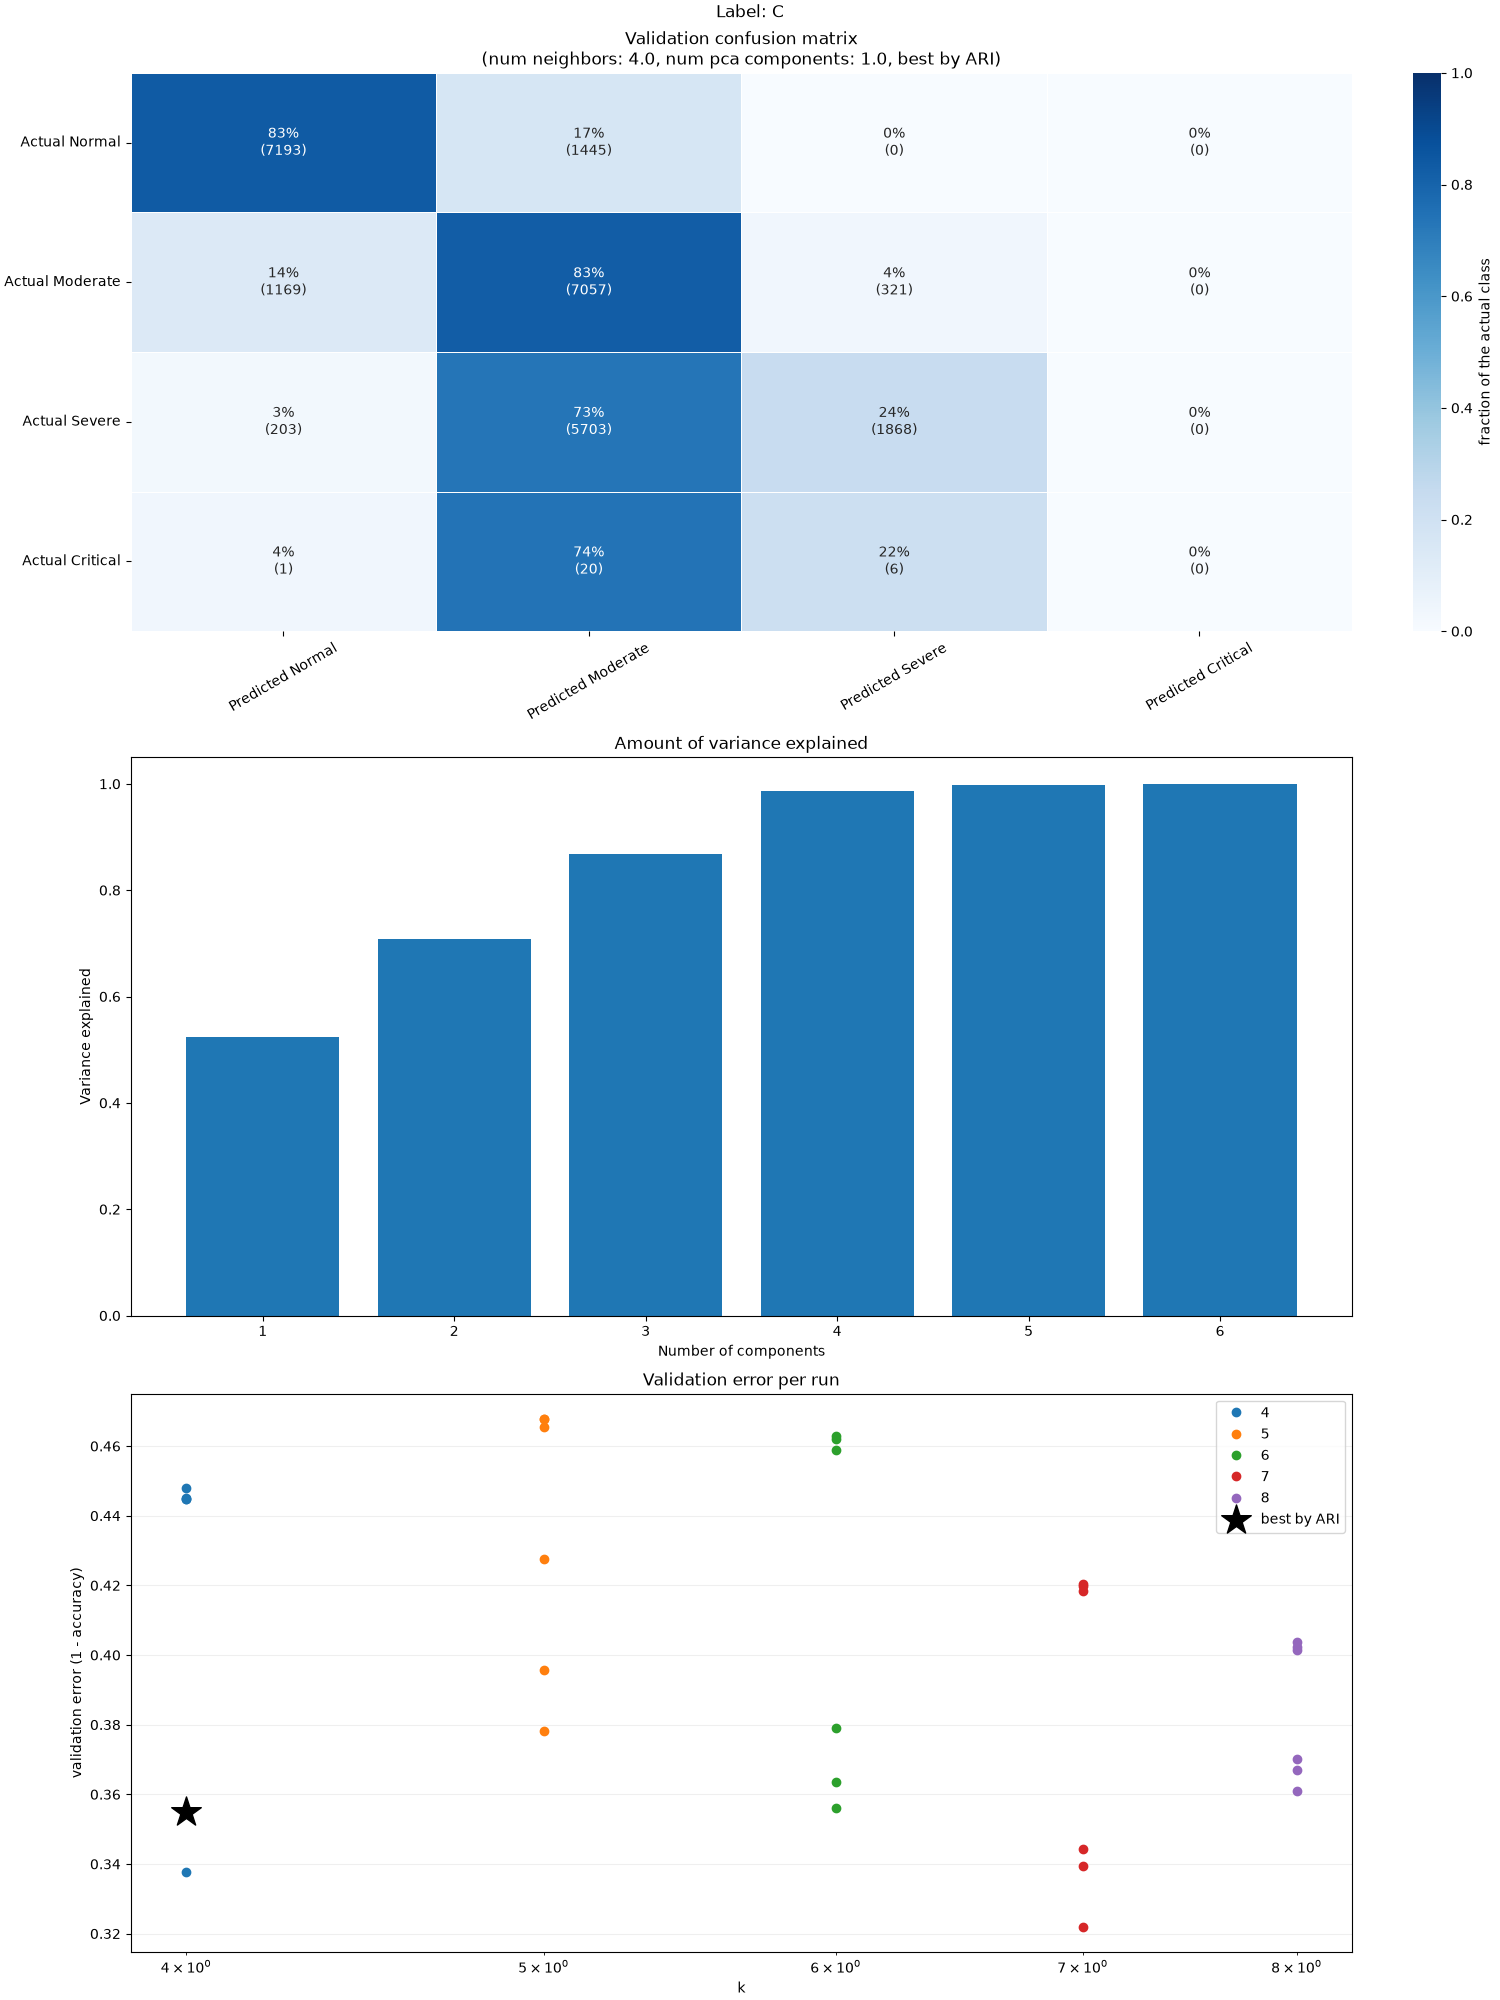 Label: C
Validation confusion matrix
(num neighbors: 4.0, num pca components: 1.0, best by ARI)
Actual Normal
83%
(7193)
17%
(1445)
0%
(0)
0%
(0)
Actual Moderate
14%
(1169)
83%
(7057)
4%
(321)
0%
(0)
Actual Severe
3%
(203)
73%
(5703)
24%
(1868)
0%
(0)
Actual Critical
4%
(1)
74%
(20)
22%
(6)
0%
(0)
Predicted Normal
Predicted Moderate
Predicted Severe
Predicted Critical
1.0
0.8
0.6
0.4
0.2
0.0
fraction of the actual class
Amount of variance explained
Variance explained
1.0
0.8
0.6
0.4
0.2
0.0
1 2 3 4 5 6
Number of components
Validation error per run
validation error (1 - accuracy)
0.46
0.44
0.42
0.40
0.38
0.36
0.34
0.32
4
5
6
7
8
best by ARI
4 × 10⁰ 5 × 10⁰ 6 × 10⁰ 7 × 10⁰ 8 × 10⁰
k